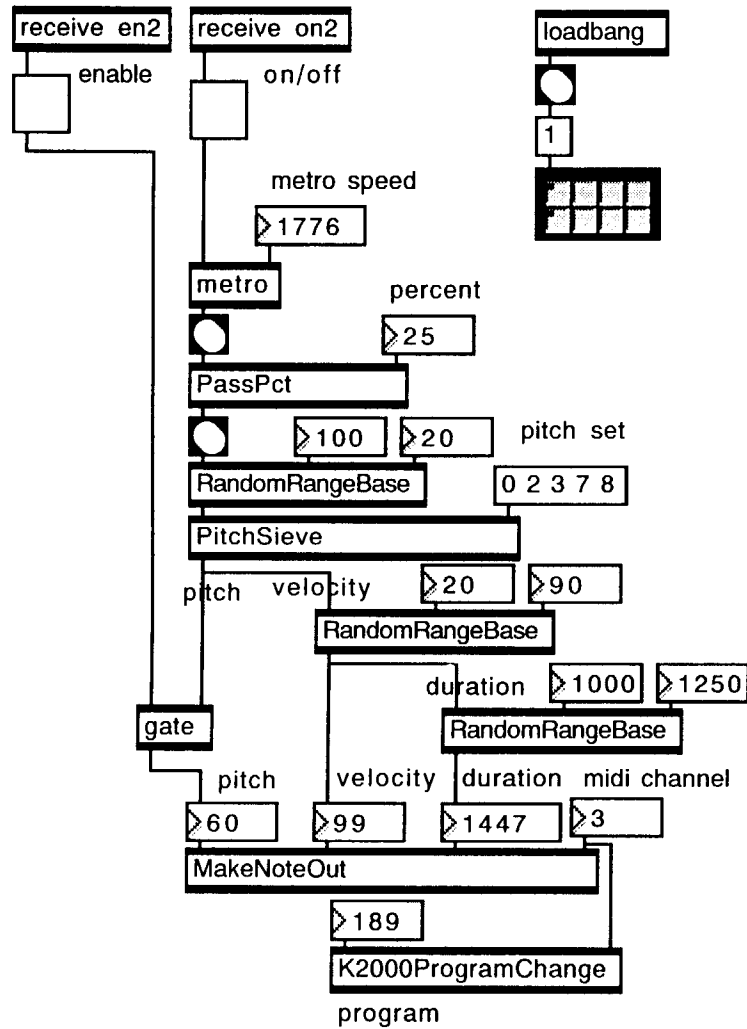 receive en2
receive on2
loadbang
enable
on/off
1
metro speed
1776
metro
percent
25
PassPct
100
20
pitch set
RandomRangeBase
0 2 3 7 8
PitchSieve
pitch
velocity
20
90
RandomRangeBase
duration
1000
1250
gate
RandomRangeBase
pitch
velocity
duration
midi channel
60
99
1447
3
MakeNoteOut
189
K2000ProgramChange
program